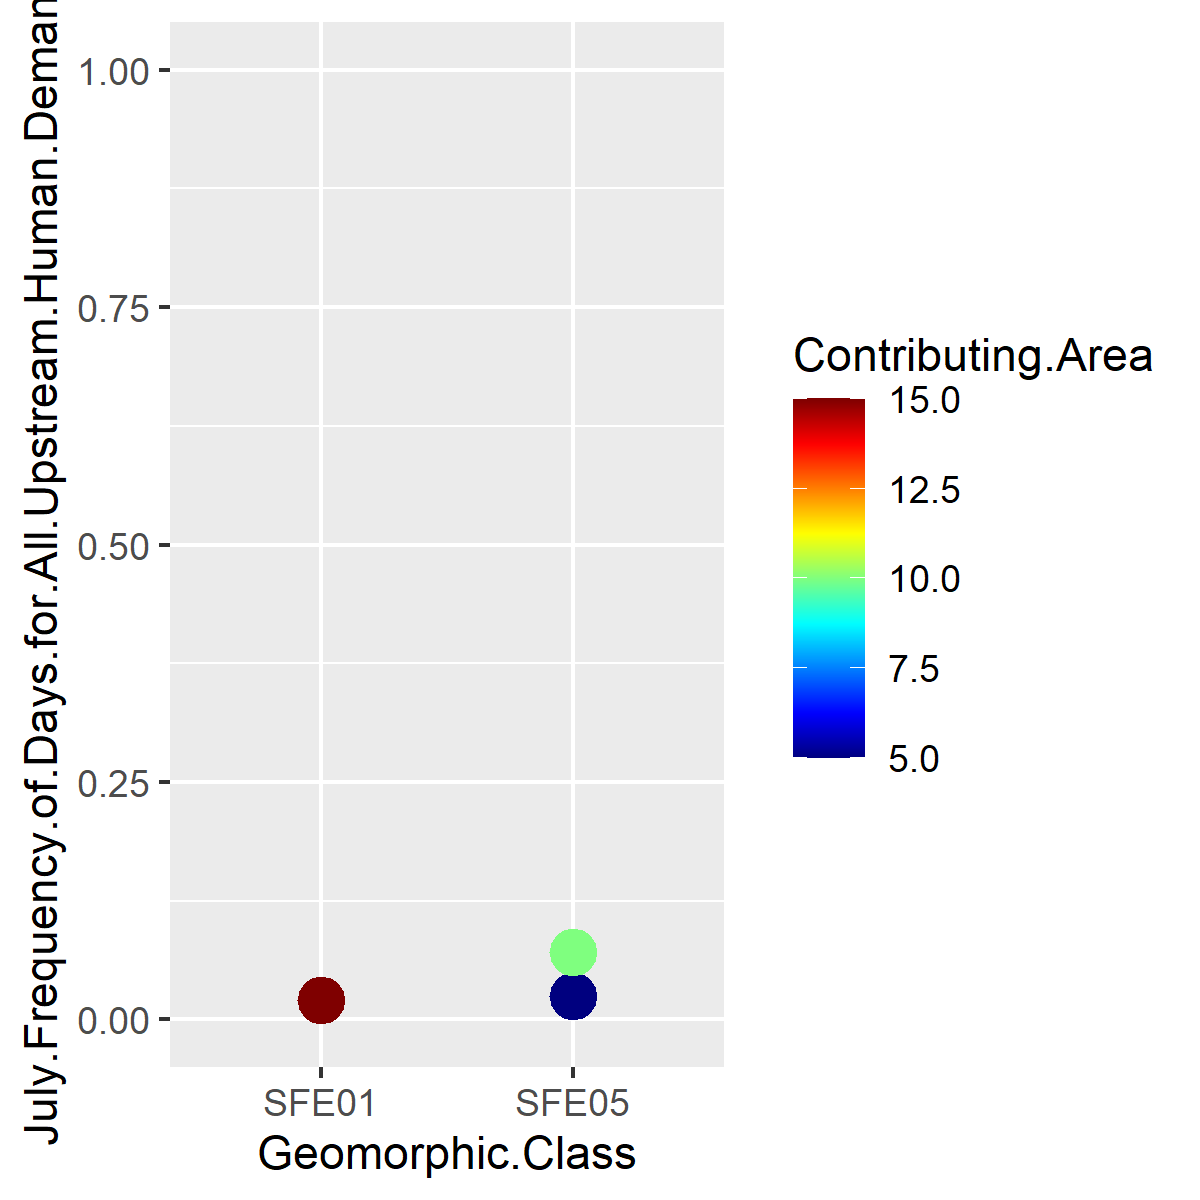 July.Frequency.of.Days.for.All.Upstream.Human.Deman
1.00
0.75
0.50
0.25
0.00
SFE01
SFE05
Geomorphic.Class
Contributing.Area
15.0
12.5
10.0
7.5
5.0